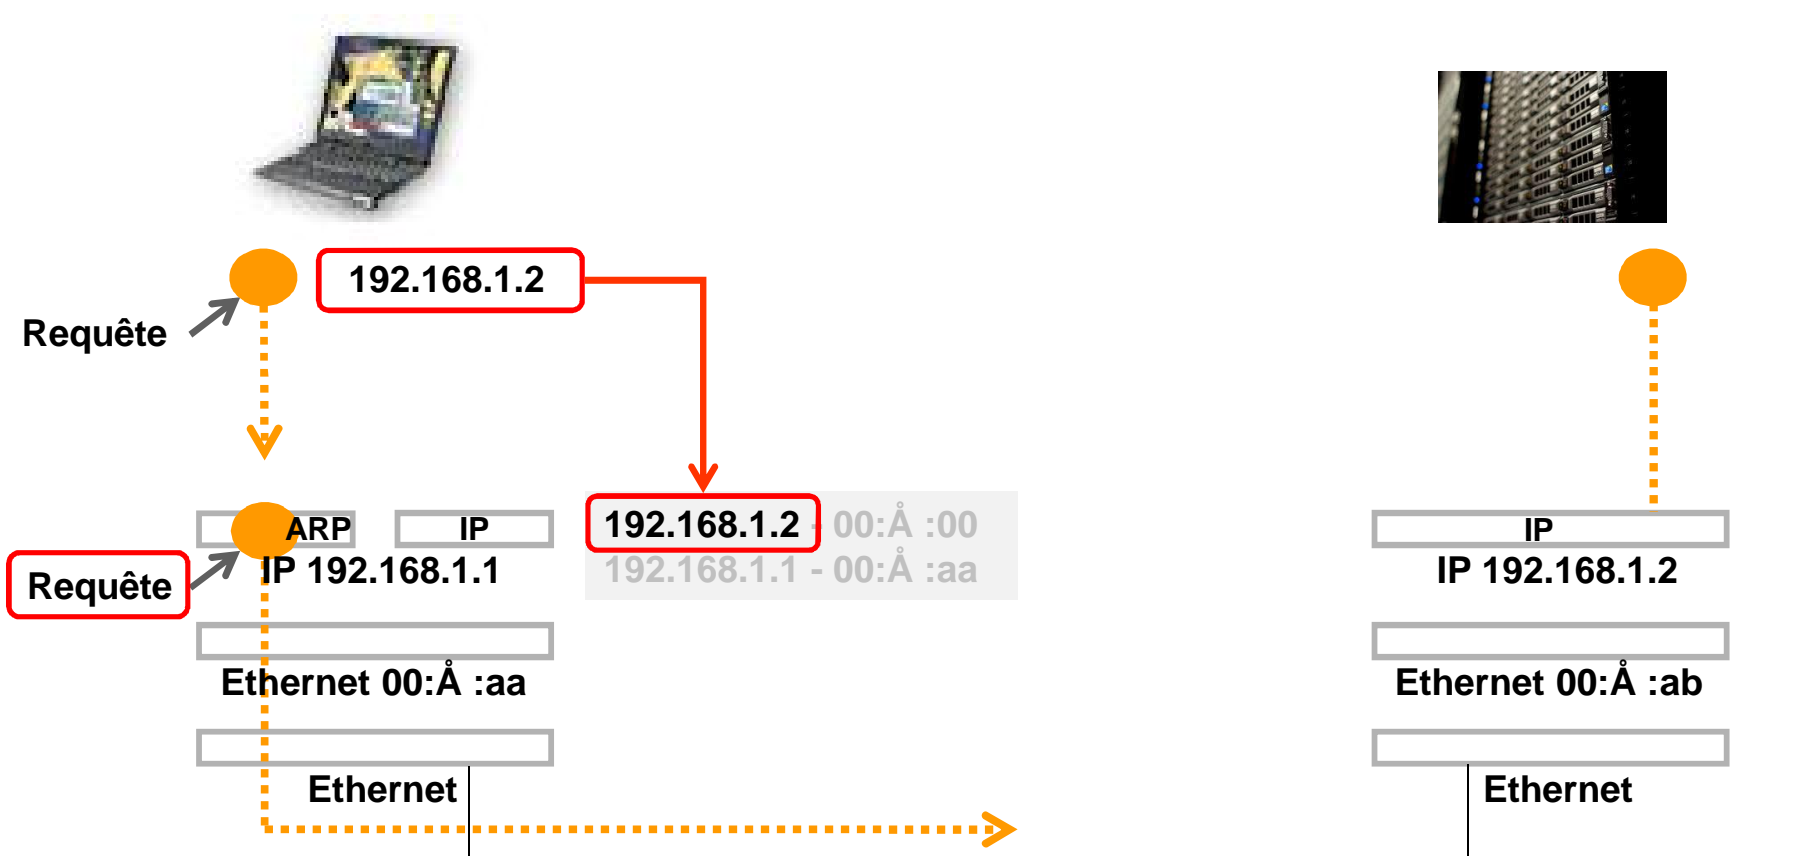 192.168.1.2
Requête
ARP
IP
192.168.1.2 - 00:Å :00
IP
IP 192.168.1.1
192.168.1.1 - 00:Å :aa
IP 192.168.1.2
Requête
Ethernet 00:Å :aa
Ethernet 00:Å :ab
Ethernet
Ethernet